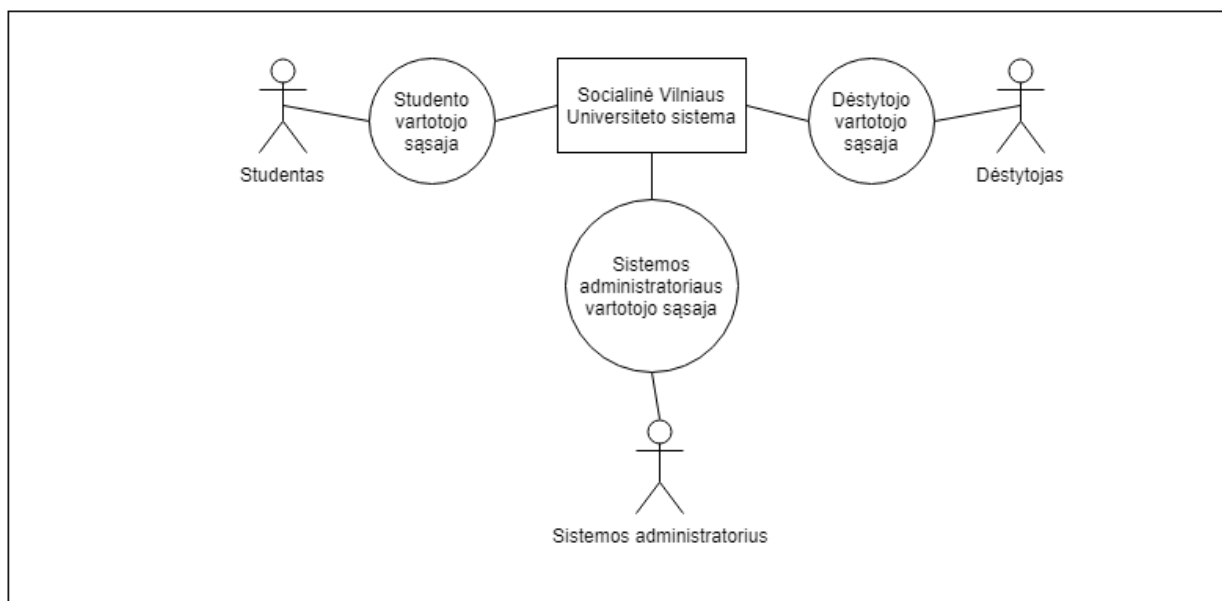 Studento
vartotojo
sąsaja
Socialinė Vilniaus
Universiteto sistema
Dėstytojo
vartotojo
sąsaja
Studentas
Dėstytojas
Sistemos
administratoriaus
vartotojo sąsaja
Sistemos administratorius